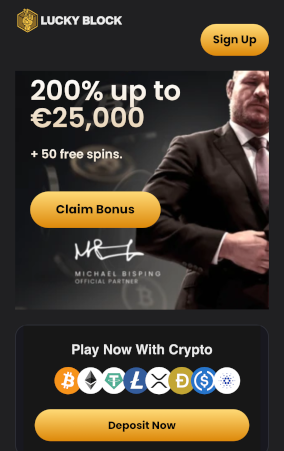 LUCKY BLOCK
Sign Up
200% up to
€25,000
+ 50 free spins.
Claim Bonus
MICHAEL BISPING
OFFICIAL PARTNER
Play Now With Crypto
Deposit Now